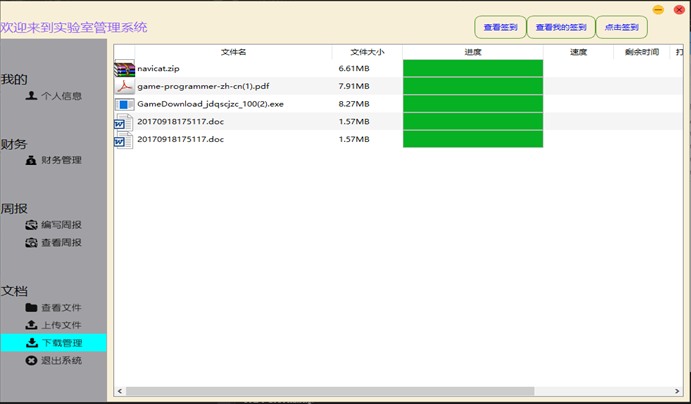 欢迎来到实验室管理系统
查看签到 查看我的签到 点击签到
我的
个人信息
财务
财务管理
周报
编写周报
查看周报
文档
查看文件
上传文件
下载管理
退出系统
文件名 文件大小 进度 速度 剩余时间 打
navicat.zip 6.61MB
game-programmer-zh-cn(1).pdf 7.91MB
GameDownload_jdqscjzc_100(2).exe 8.27MB
20170918175117.doc 1.57MB
20170918175117.doc 1.57MB